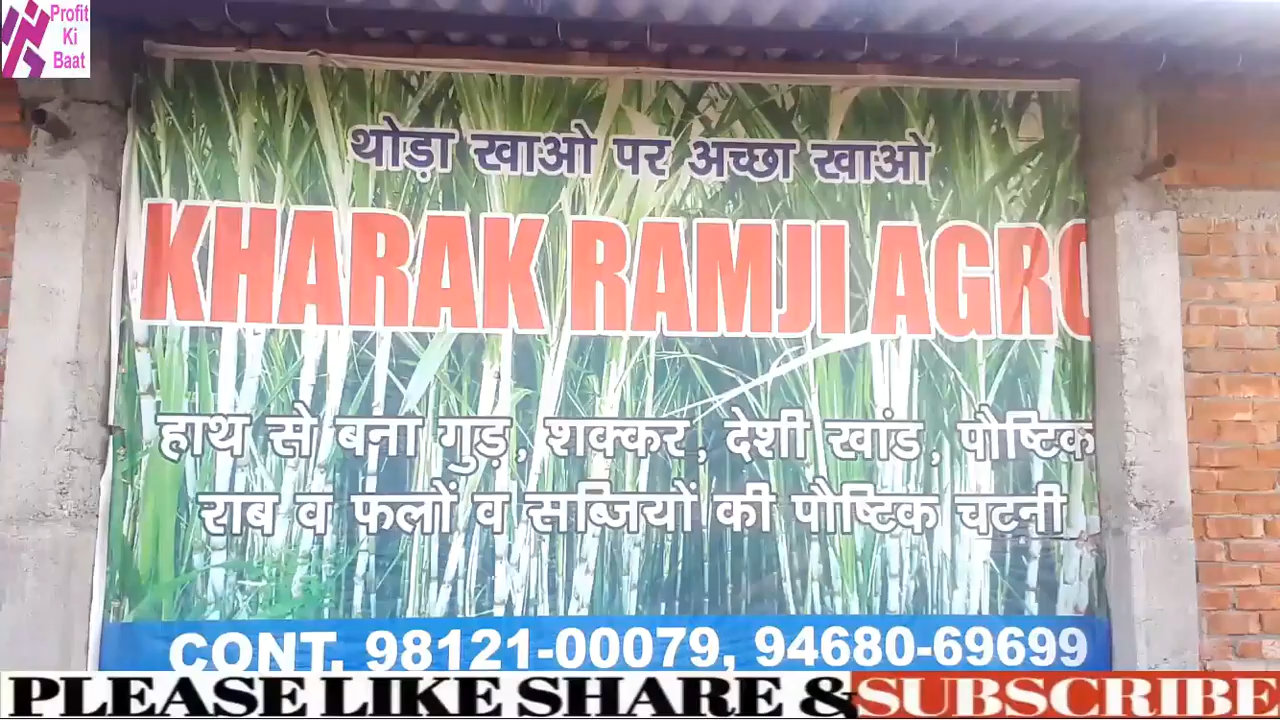 Profit
Ki
Baat
थोड़ा खाओ पर अच्छा खाओ
KHARAK RAMJI AGRO
हाथ से बना गुड़, शक्कर, देशी खांड, पौष्टिक
राब व फलों व सब्जियों की पौष्टिक चटनी
CONT. 98121-00079, 94680-69699
PLEASE LIKE SHARE & SUBSCRIBE